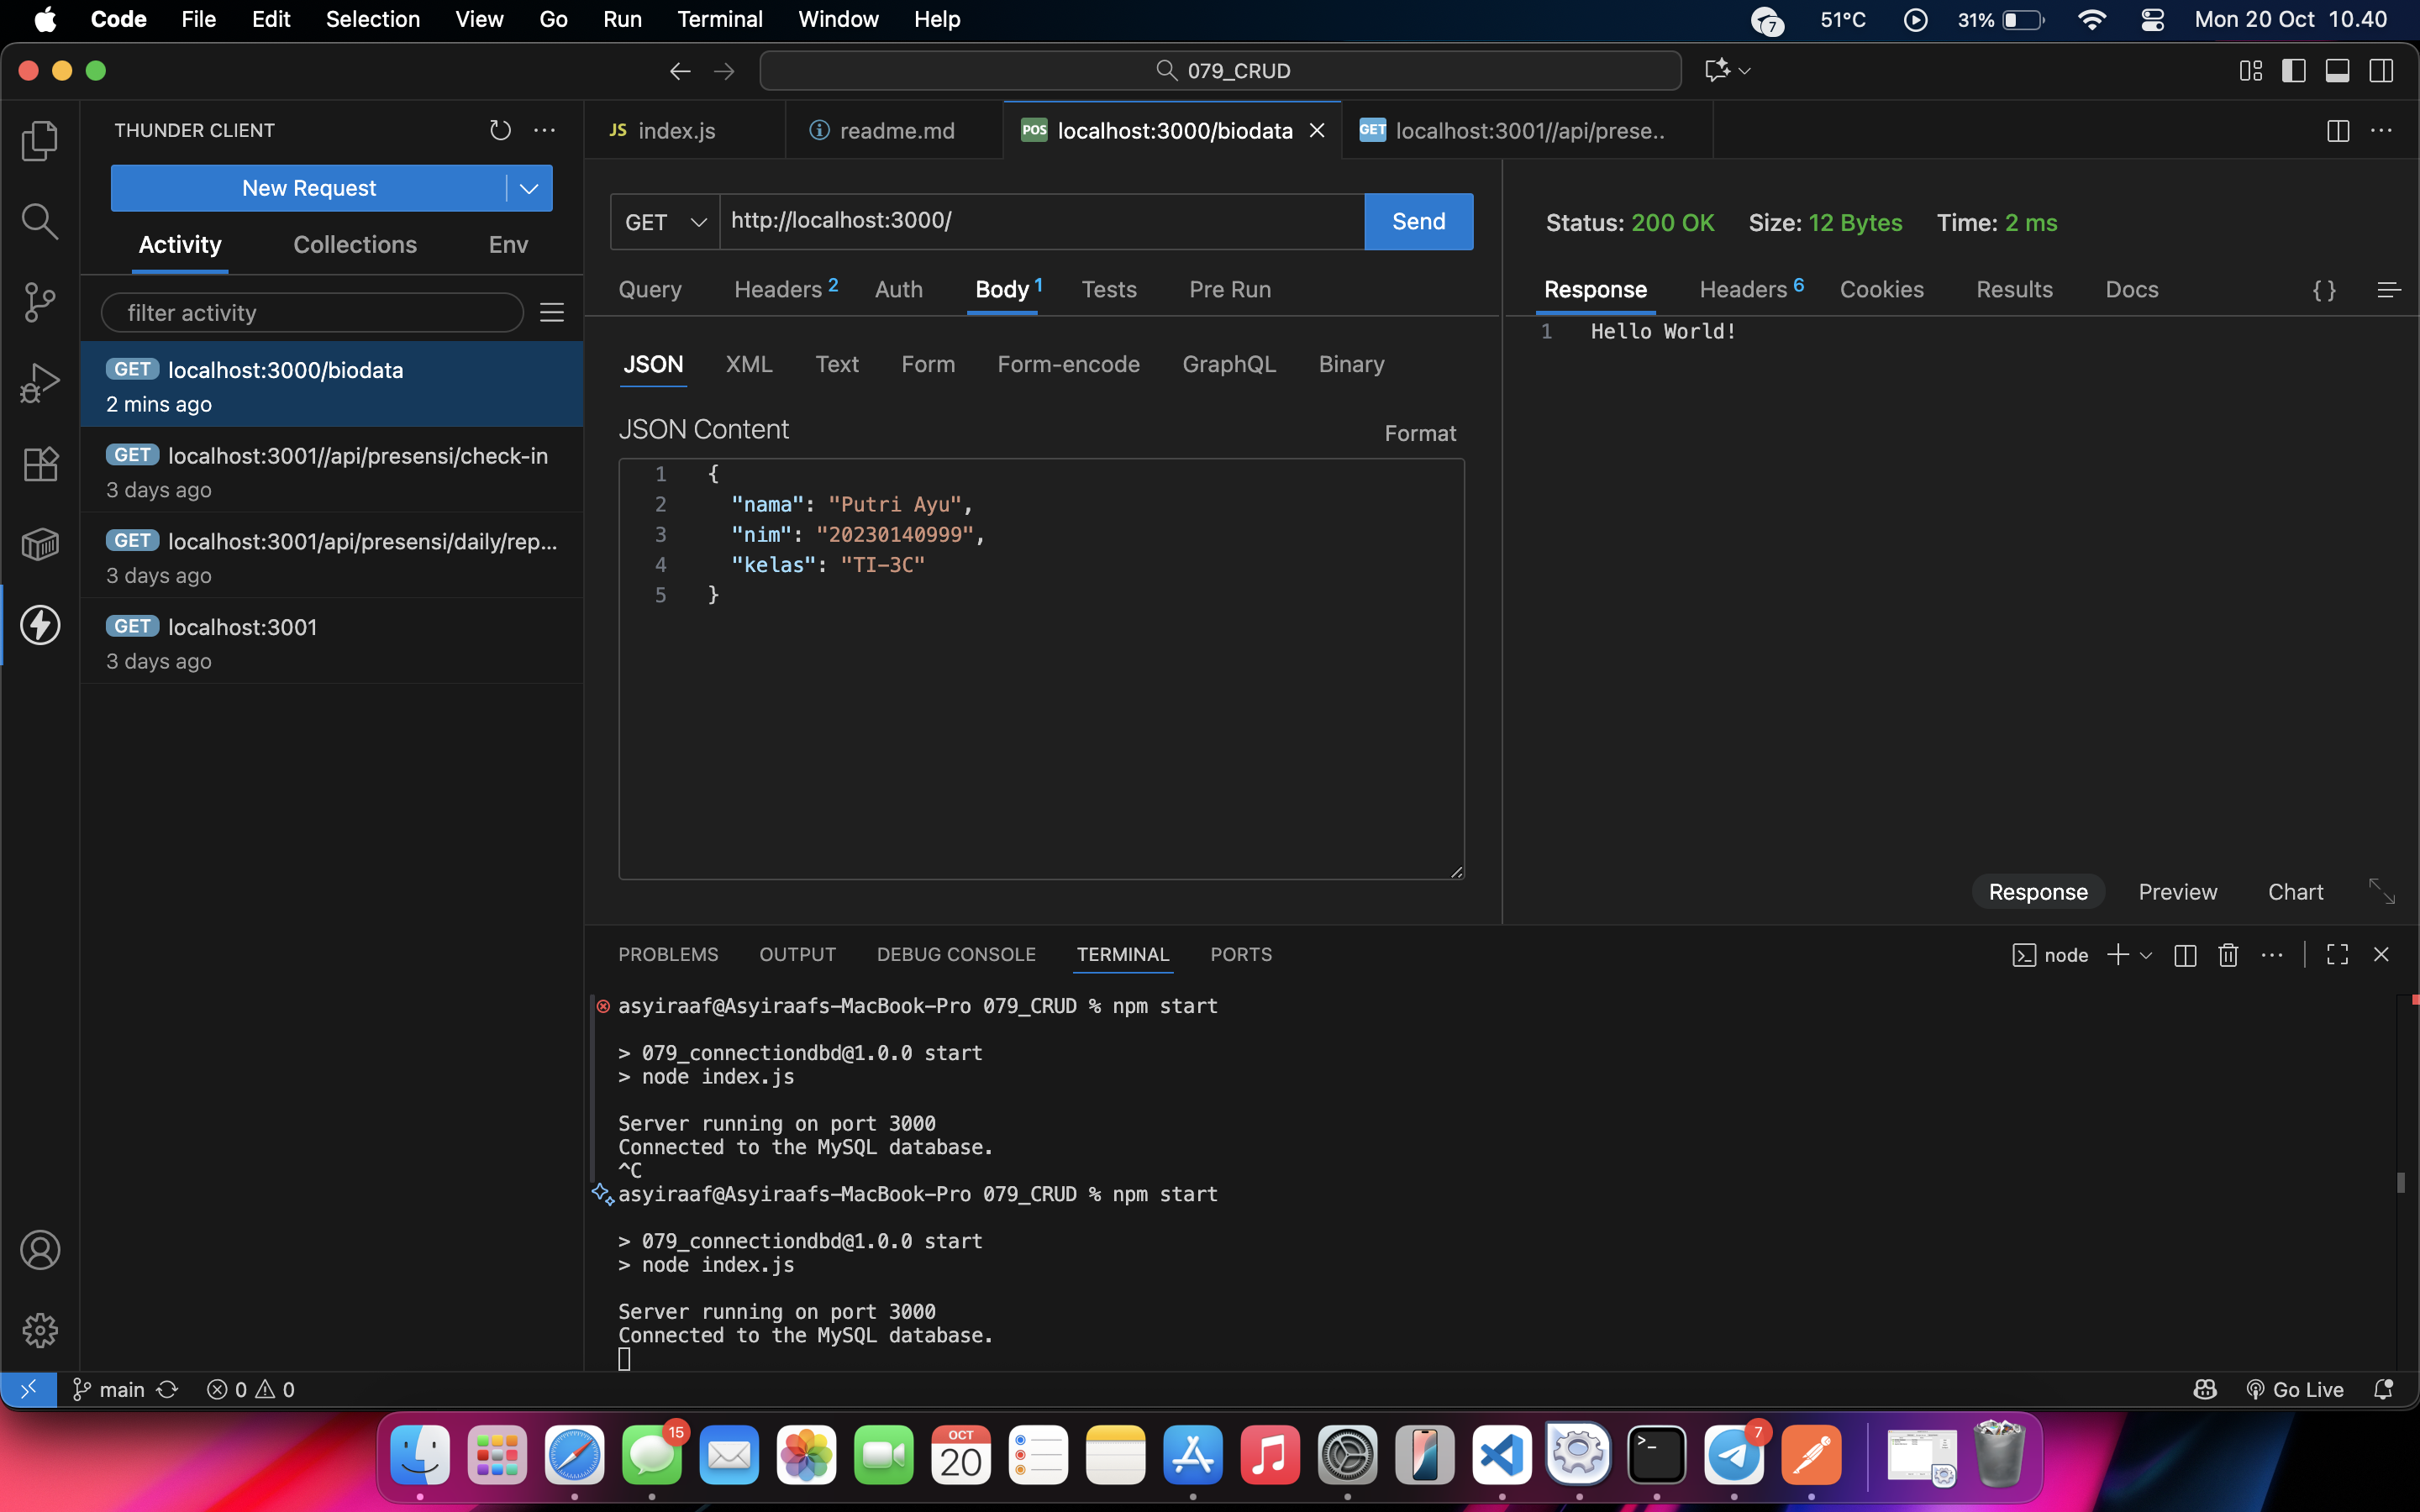 Code File Edit Selection View Go Run Terminal Window Help 7 51°C 31% Mon 20 Oct 10.40
079_CRUD
THUNDER CLIENT
New Request
Activity Collections Env
filter activity
GET localhost:3000/biodata
2 mins ago
GET localhost:3001//api/presensi/check-in
3 days ago
GET localhost:3001/api/presensi/daily/rep...
3 days ago
GET localhost:3001
3 days ago
JS index.js readme.md POS localhost:3000/biodata GET localhost:3001//api/prese..
GET http://localhost:3000/ Send
Query Headers 2 Auth Body 1 Tests Pre Run
JSON XML Text Form Form-encode GraphQL Binary
JSON Content Format
1 {
2 "nama": "Putri Ayu",
3 "nim": "20230140999",
4 "kelas": "TI-3C"
5 }
Status: 200 OK Size: 12 Bytes Time: 2 ms
Response Headers 6 Cookies Results Docs { }
1 Hello World!
Response Preview Chart
PROBLEMS OUTPUT DEBUG CONSOLE TERMINAL PORTS node
asyiraaf@Asyiraafs-MacBook-Pro 079_CRUD % npm start
> 079_connectiondbd@1.0.0 start
> node index.js
Server running on port 3000
Connected to the MySQL database.
^C
asyiraaf@Asyiraafs-MacBook-Pro 079_CRUD % npm start
> 079_connectiondbd@1.0.0 start
> node index.js
Server running on port 3000
Connected to the MySQL database.
main 0 0 Go Live
15 OCT 20 7